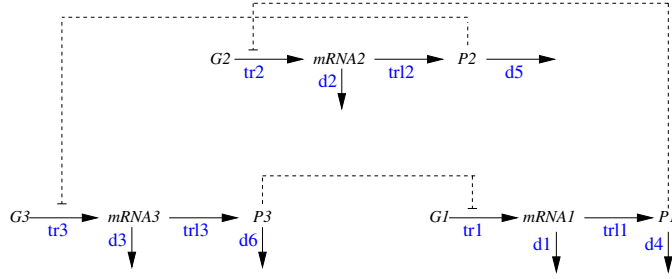 G2 mRNA2 P2
tr2 d2 trl2 d5
G3 mRNA3 P3 G1 mRNA1 P1
tr3 d3 trl3 d6 tr1 d1 trl1 d4